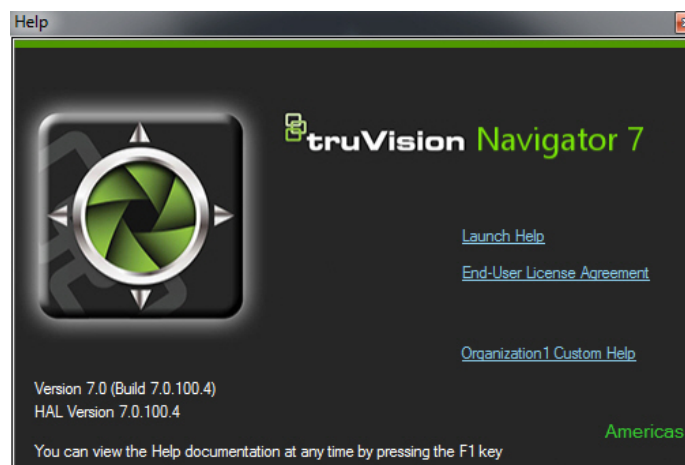 Help
truVision Navigator 7
Launch Help
End-User License Agreement
Organization1 Custom Help
Version 7.0 (Build 7.0.100.4)
HAL Version 7.0.100.4
Americas
You can view the Help documentation at any time by pressing the F1 key